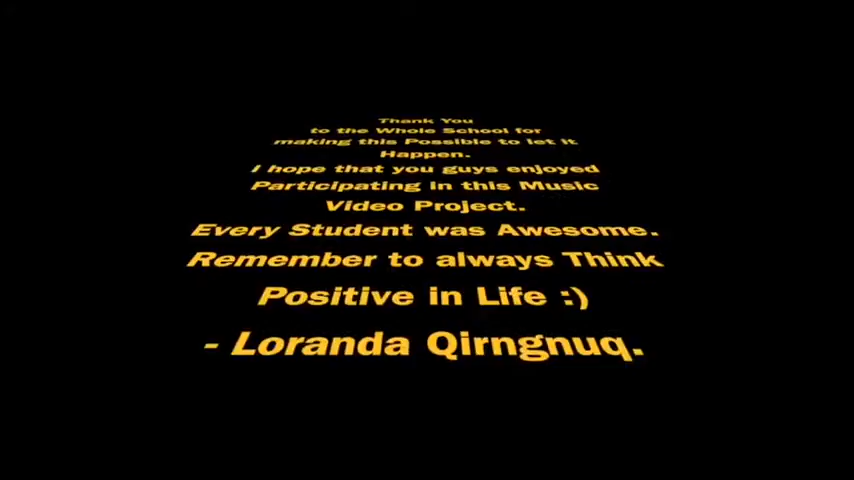 Thank You
to the Whole School for
making this Possible to let it
Happen.
I hope that you guys enjoyed
Participating in this Music
Video Project.
Every Student was Awesome.
Remember to always Think
Positive in Life :)
- Loranda Qirngnuq.